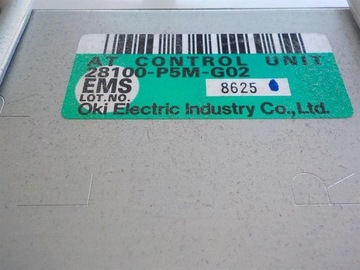 AT CONTROL UNIT
28100-P5M-G02
EMS
LOT.NO. 8625
Oki Electric Industry Co.,Ltd.
R